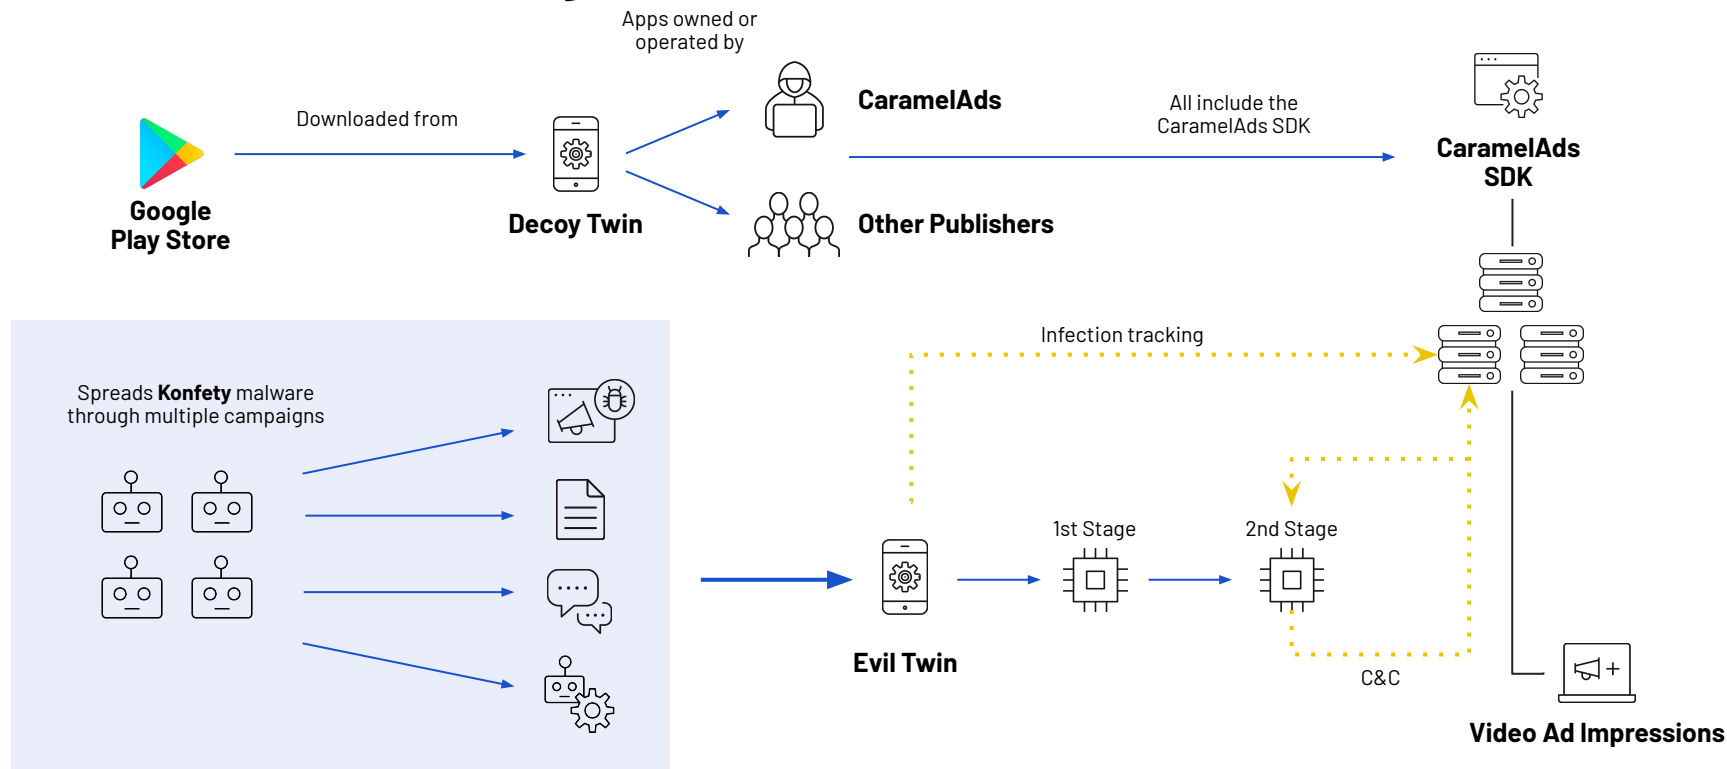 Apps owned or
operated by
Downloaded from
CaramelAds
All include the
CaramelAds SDK
CaramelAds
SDK
Google
Play Store
Decoy Twin
Other Publishers
Infection tracking
Spreads Konfety malware
through multiple campaigns
1st Stage
2nd Stage
Evil Twin
C&C
Video Ad Impressions